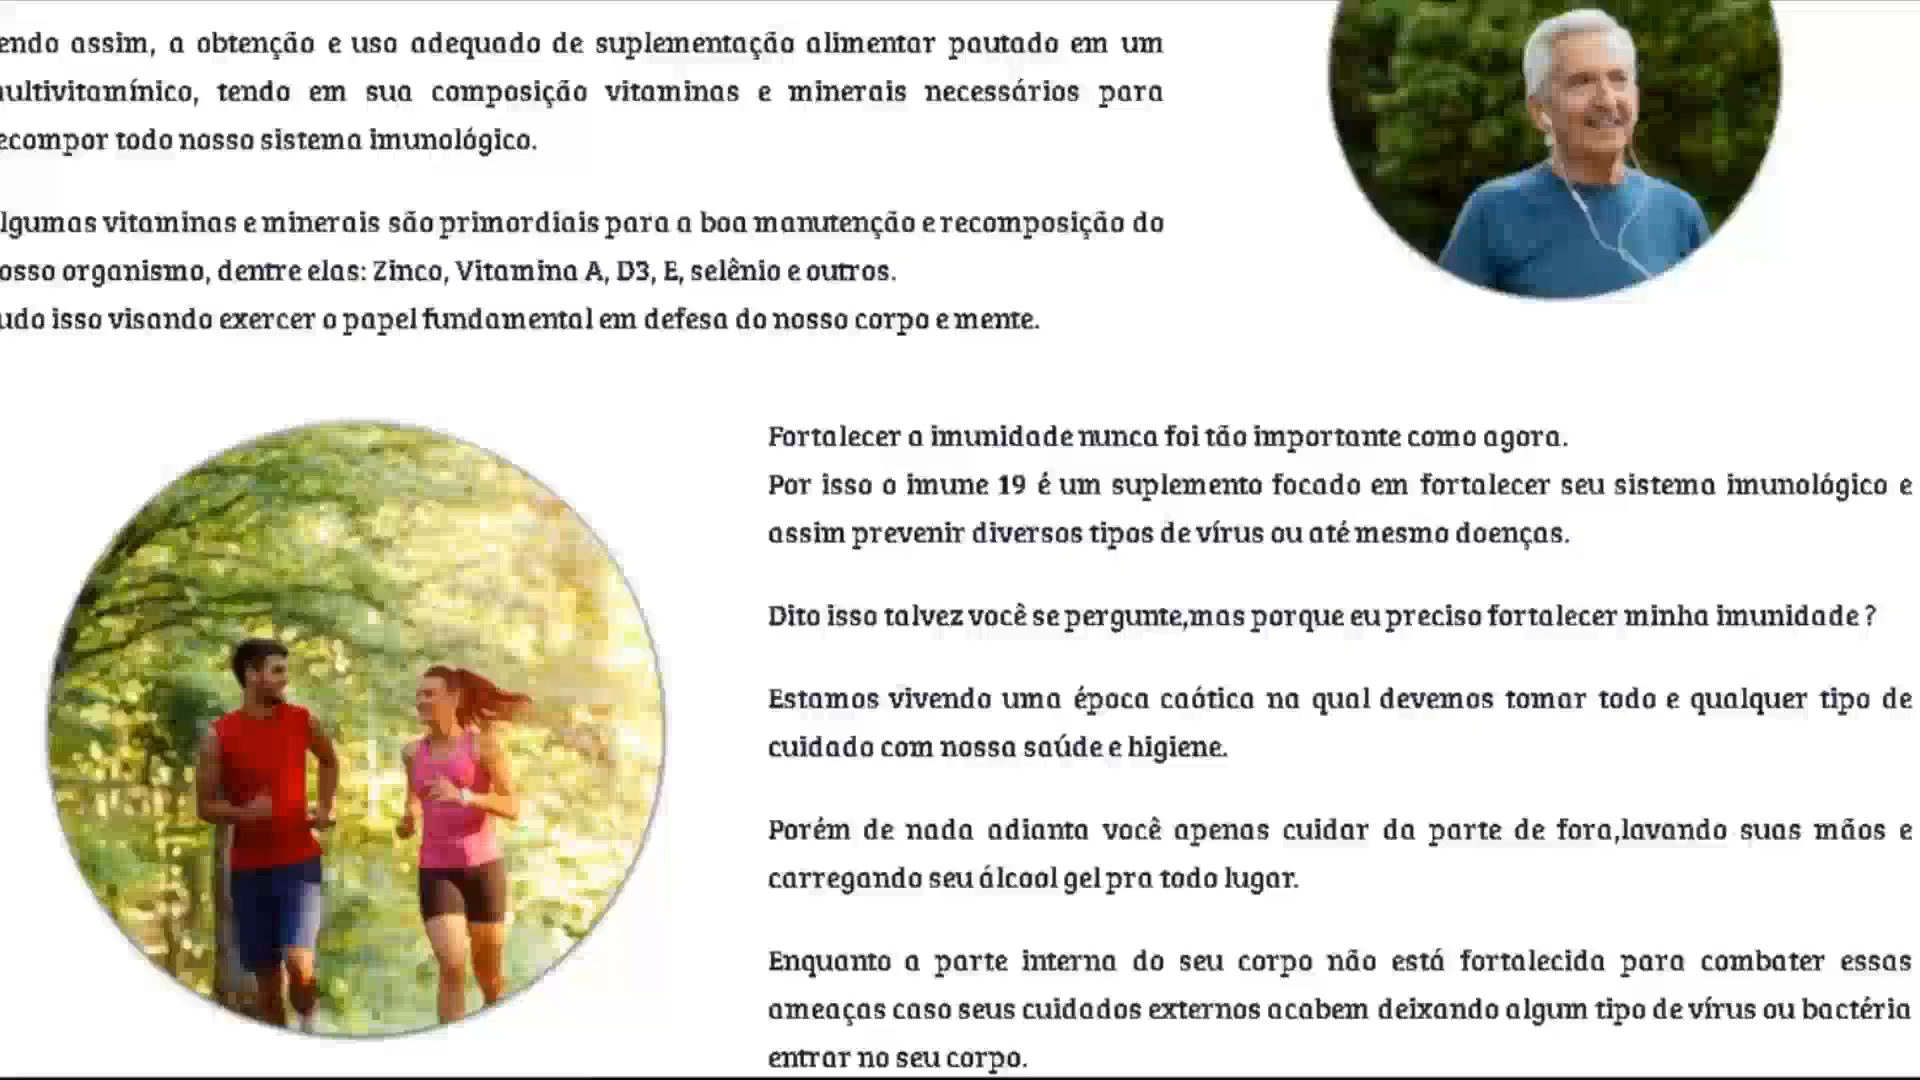 endo assim, a obtenção e uso adequado de suplementação alimentar pautado em um
ultivitamínico, tendo em sua composição vitaminas e minerais necessários para
ecompor todo nosso sistema imunológico.
lgumas vitaminas e minerais são primordiais para a boa manutenção e recomposição do
osso organismo, dentre elas: Zinco, Vitamina A, D3, E, selênio e outros.
udo isso visando exercer o papel fundamental em defesa do nosso corpo e mente.
Fortalecer a imunidade nunca foi tão importante como agora.
Por isso o imune 19 é um suplemento focado em fortalecer seu sistema imunológico e
assim prevenir diversos tipos de vírus ou até mesmo doenças.
Dito isso talvez você se pergunte,mas porque eu preciso fortalecer minha imunidade ?
Estamos vivendo uma época caótica na qual devemos tomar todo e qualquer tipo de
cuidado com nossa saúde e higiene.
Porém de nada adianta você apenas cuidar da parte de fora,lavando suas mãos e
carregando seu álcool gel pra todo lugar.
Enquanto a parte interna do seu corpo não está fortalecida para combater essas
ameaças caso seus cuidados externos acabem deixando algum tipo de vírus ou bactéria
entrar no seu corpo.